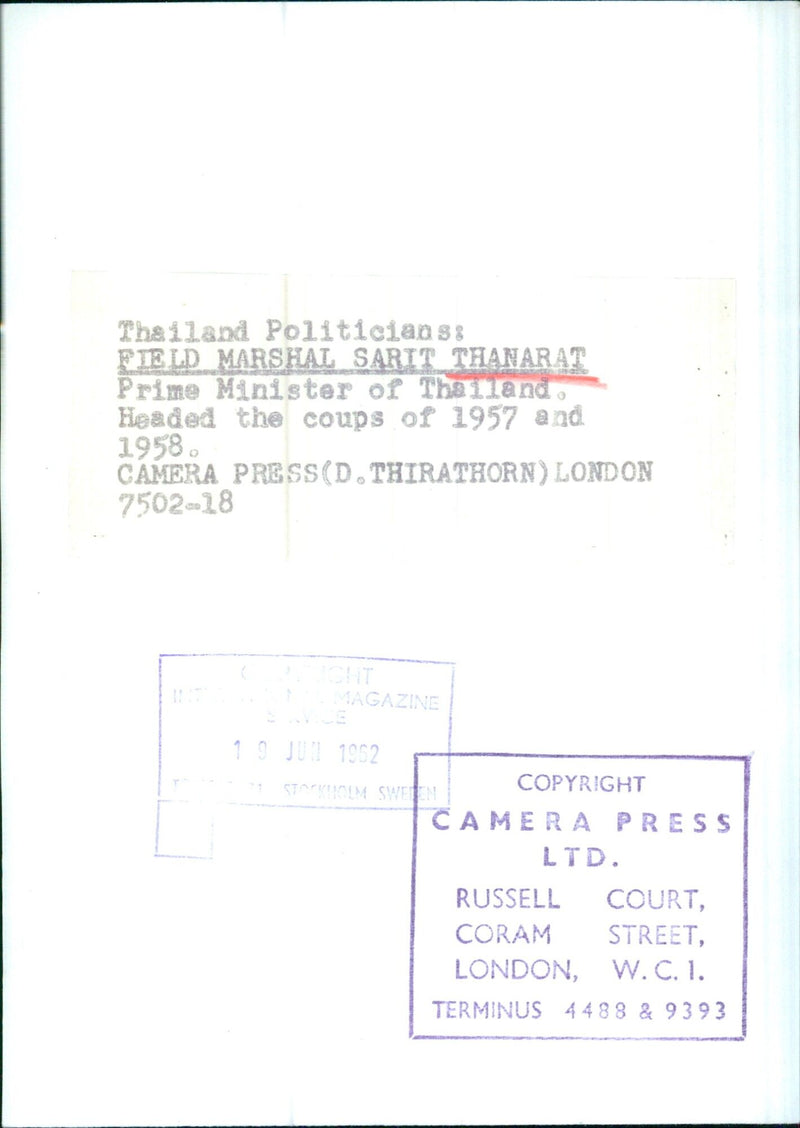 Thailand Politicians:
FIELD MARSHAL SARIT THANARAT
Prime Minister of Thailand.
Headed the coups of 1957 and
1958.
CAMERA PRESS(D.THIRATHORN)LONDON
7502-18
MAGAZINE
1 9 JUN 1962
STOCKHOLM SWEDEN
COPYRIGHT
CAMERA PRESS
LTD.
RUSSELL COURT,
CORAM STREET,
LONDON, W.C.1.
TERMINUS 4488 & 9393